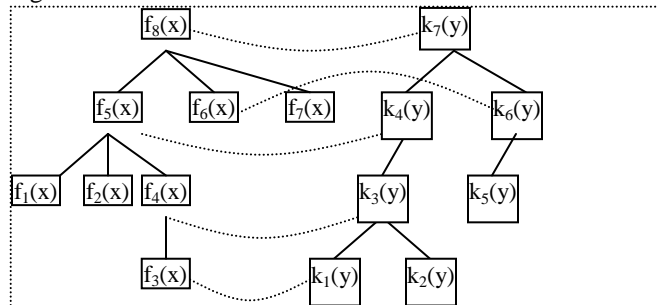 f₈(x) k₇(y)
f₅(x) f₆(x) f₇(x) k₄(y) k₆(y)
f₁(x) f₂(x) f₄(x) k₃(y) k₅(y)
f₃(x) k₁(y) k₂(y)